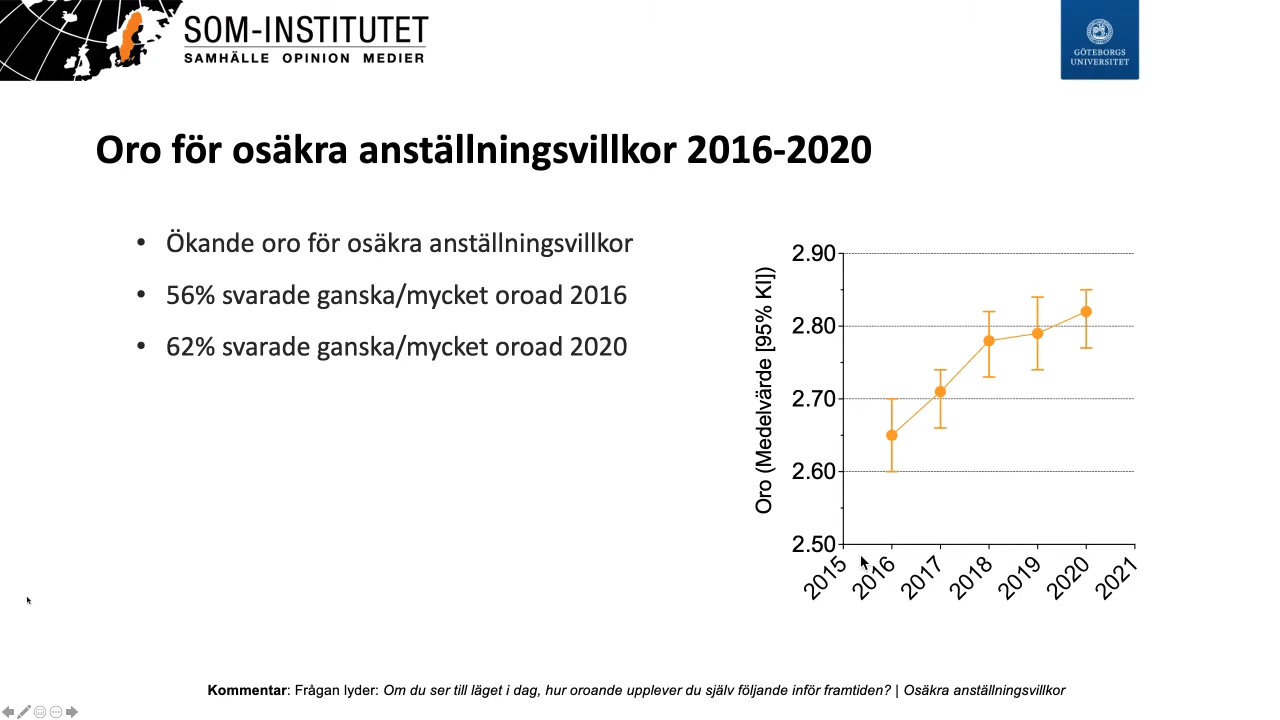 SOM-INSTITUTET
SAMHÄLLE OPINION MEDIER
GÖTEBORGS
UNIVERSITET
Oro för osäkra anställningsvillkor 2016-2020
• Ökande oro för osäkra anställningsvillkor
• 56% svarade ganska/mycket oroad 2016
• 62% svarade ganska/mycket oroad 2020
Oro (Medelvärde [95% KI])
2.90
2.80
2.70
2.60
2.50
2015
2016
2017
2018
2019
2020
2021
Kommentar: Frågan lyder: Om du ser till läget i dag, hur oroande upplever du själv följande inför framtiden? | Osäkra anställningsvillkor